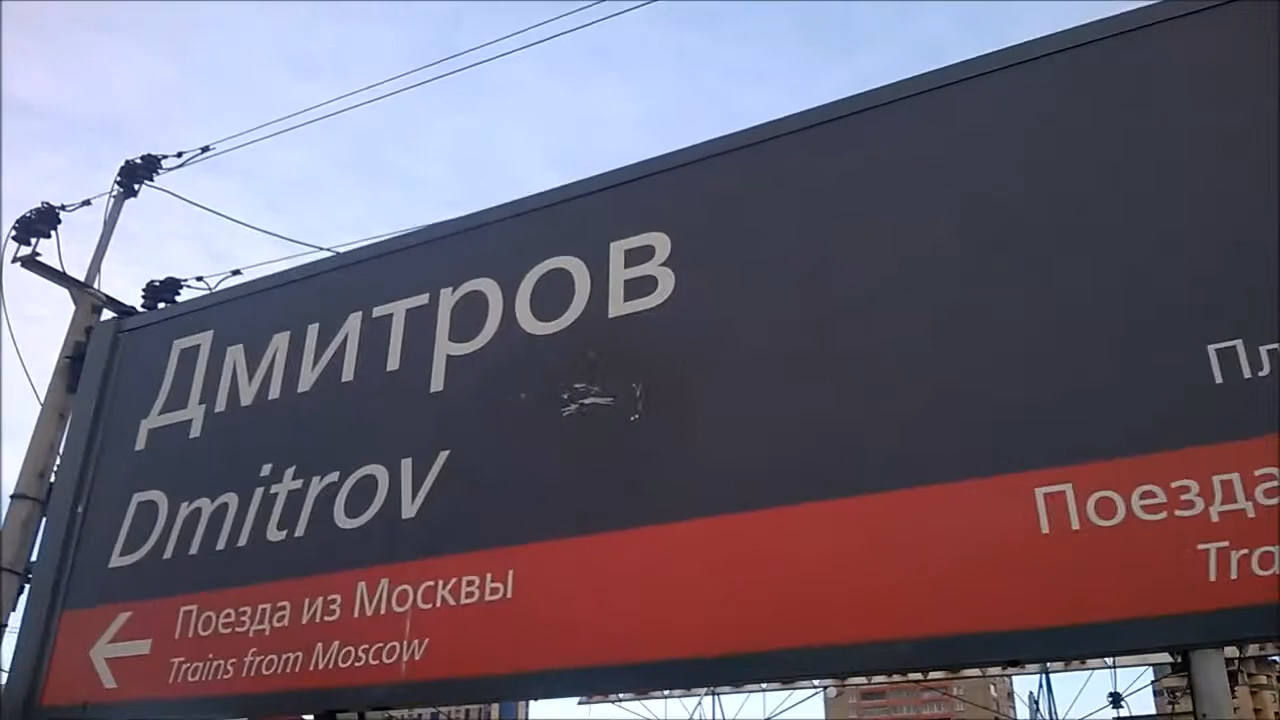 Дмитров
Dmitrov
← Поезда из Москвы
Trains from Moscow
Поезда